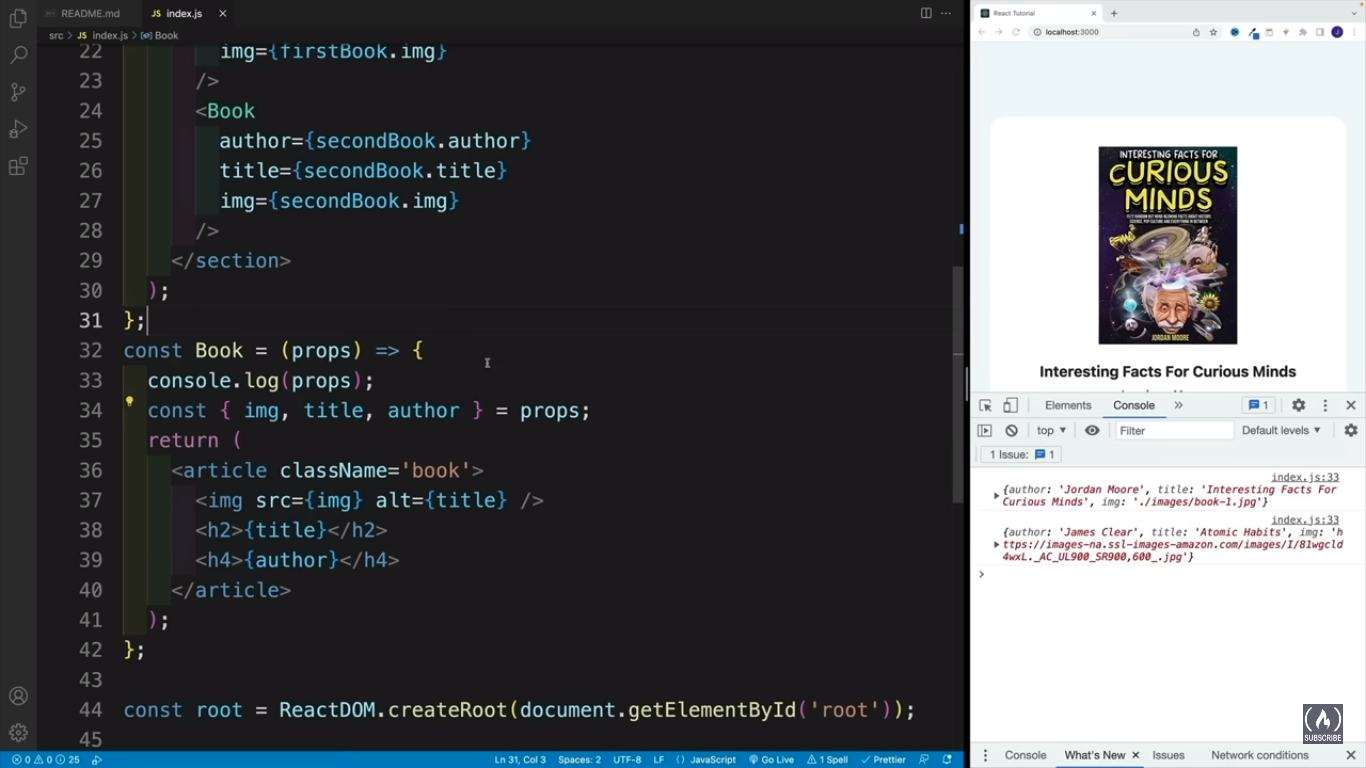 README.md
JS index.js ×
···
src > JS index.js > Book
22 img={firstBook.img}
23 />
24 <Book
25 author={secondBook.author}
26 title={secondBook.title}
27 img={secondBook.img}
28 />
29 </section>
30 );
31 };
32 const Book = (props) => {
33 console.log(props);
34 const { img, title, author } = props;
35 return (
36 <article className='book'>
37 <img src={img} alt={title} />
38 <h2>{title}</h2>
39 <h4>{author}</h4>
40 </article>
41 );
42 };
43
44 const root = ReactDOM.createRoot(document.getElementById('root'));
45
0 0 25
Ln 31, Col 3 Spaces: 2 UTF-8 LF {} JavaScript Go Live 1 Spell Prettier
React Tutorial × +
localhost:3000
J
INTERESTING FACTS FOR
CURIOUS
MINDS
JORDAN MOORE
Interesting Facts For Curious Minds
Elements Console » 1
top Filter Default levels
1 Issue: 1
index.js:33
{author: 'Jordan Moore', title: 'Interesting Facts For
Curious Minds', img: './images/book-1.jpg'}
index.js:33
{author: 'James Clear', title: 'Atomic Habits', img: 'h
ttps://images-na.ssl-images-amazon.com/images/I/81wgcld
4wxL._AC_UL900_SR900,600_.jpg'}
>
SUBSCRIBE
Console What's New × Issues Network conditions